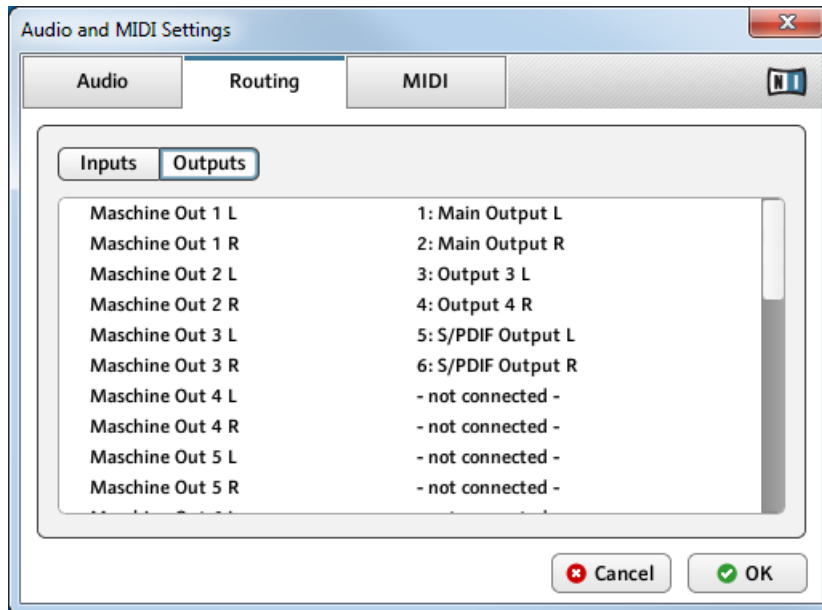 Audio and MIDI Settings
Audio Routing MIDI
NI
Inputs Outputs
Maschine Out 1 L 1: Main Output L
Maschine Out 1 R 2: Main Output R
Maschine Out 2 L 3: Output 3 L
Maschine Out 2 R 4: Output 4 R
Maschine Out 3 L 5: S/PDIF Output L
Maschine Out 3 R 6: S/PDIF Output R
Maschine Out 4 L - not connected -
Maschine Out 4 R - not connected -
Maschine Out 5 L - not connected -
Maschine Out 5 R - not connected -
Cancel OK